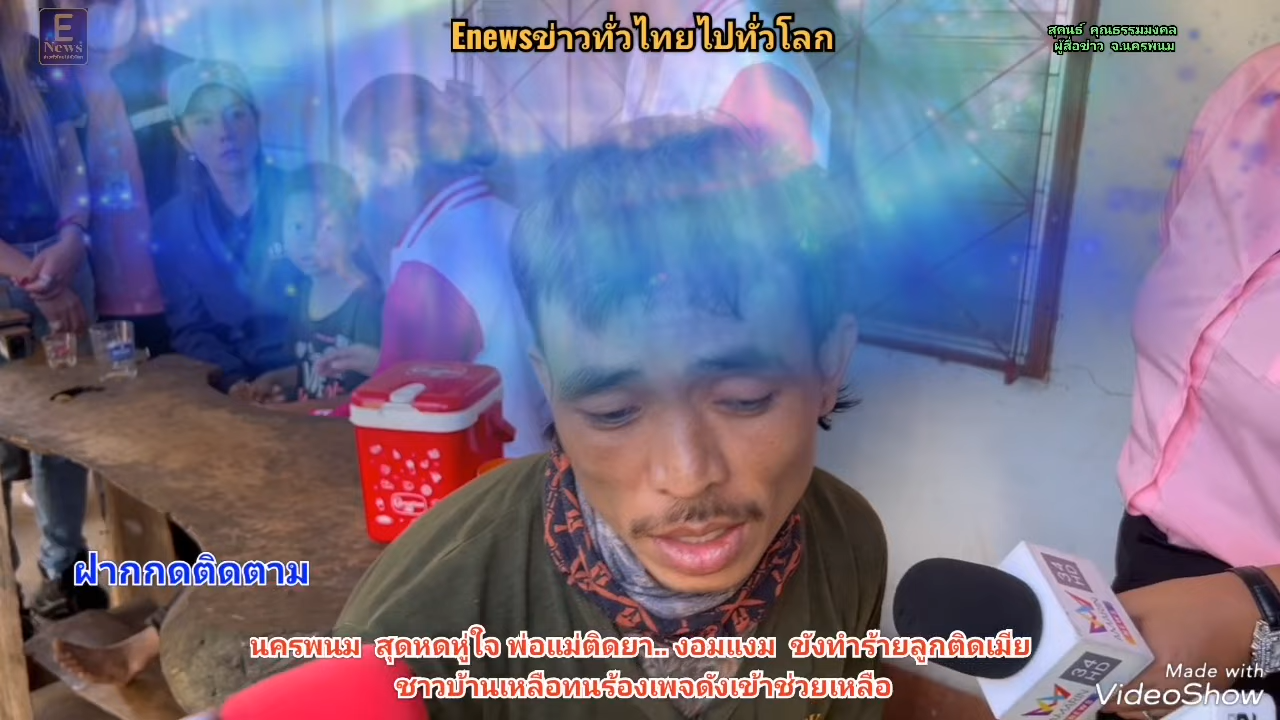 E
News
Enewsข่าวทั่วไทยไปทั่วโลก
สุคนธ์ คุณธรรมมงคล
ผู้สื่อข่าว จ.นครพนม
ฝากกดติดตาม
34
HD
34
HD
นครพนม สุดหดหู่ใจ พ่อแม่ติดยา.. งอมแงม ขังทำร้ายลูกติดเมีย
ชาวบ้านเหลือทนร้องเพจดังเข้าช่วยเหลือ
Made with
VideoShow